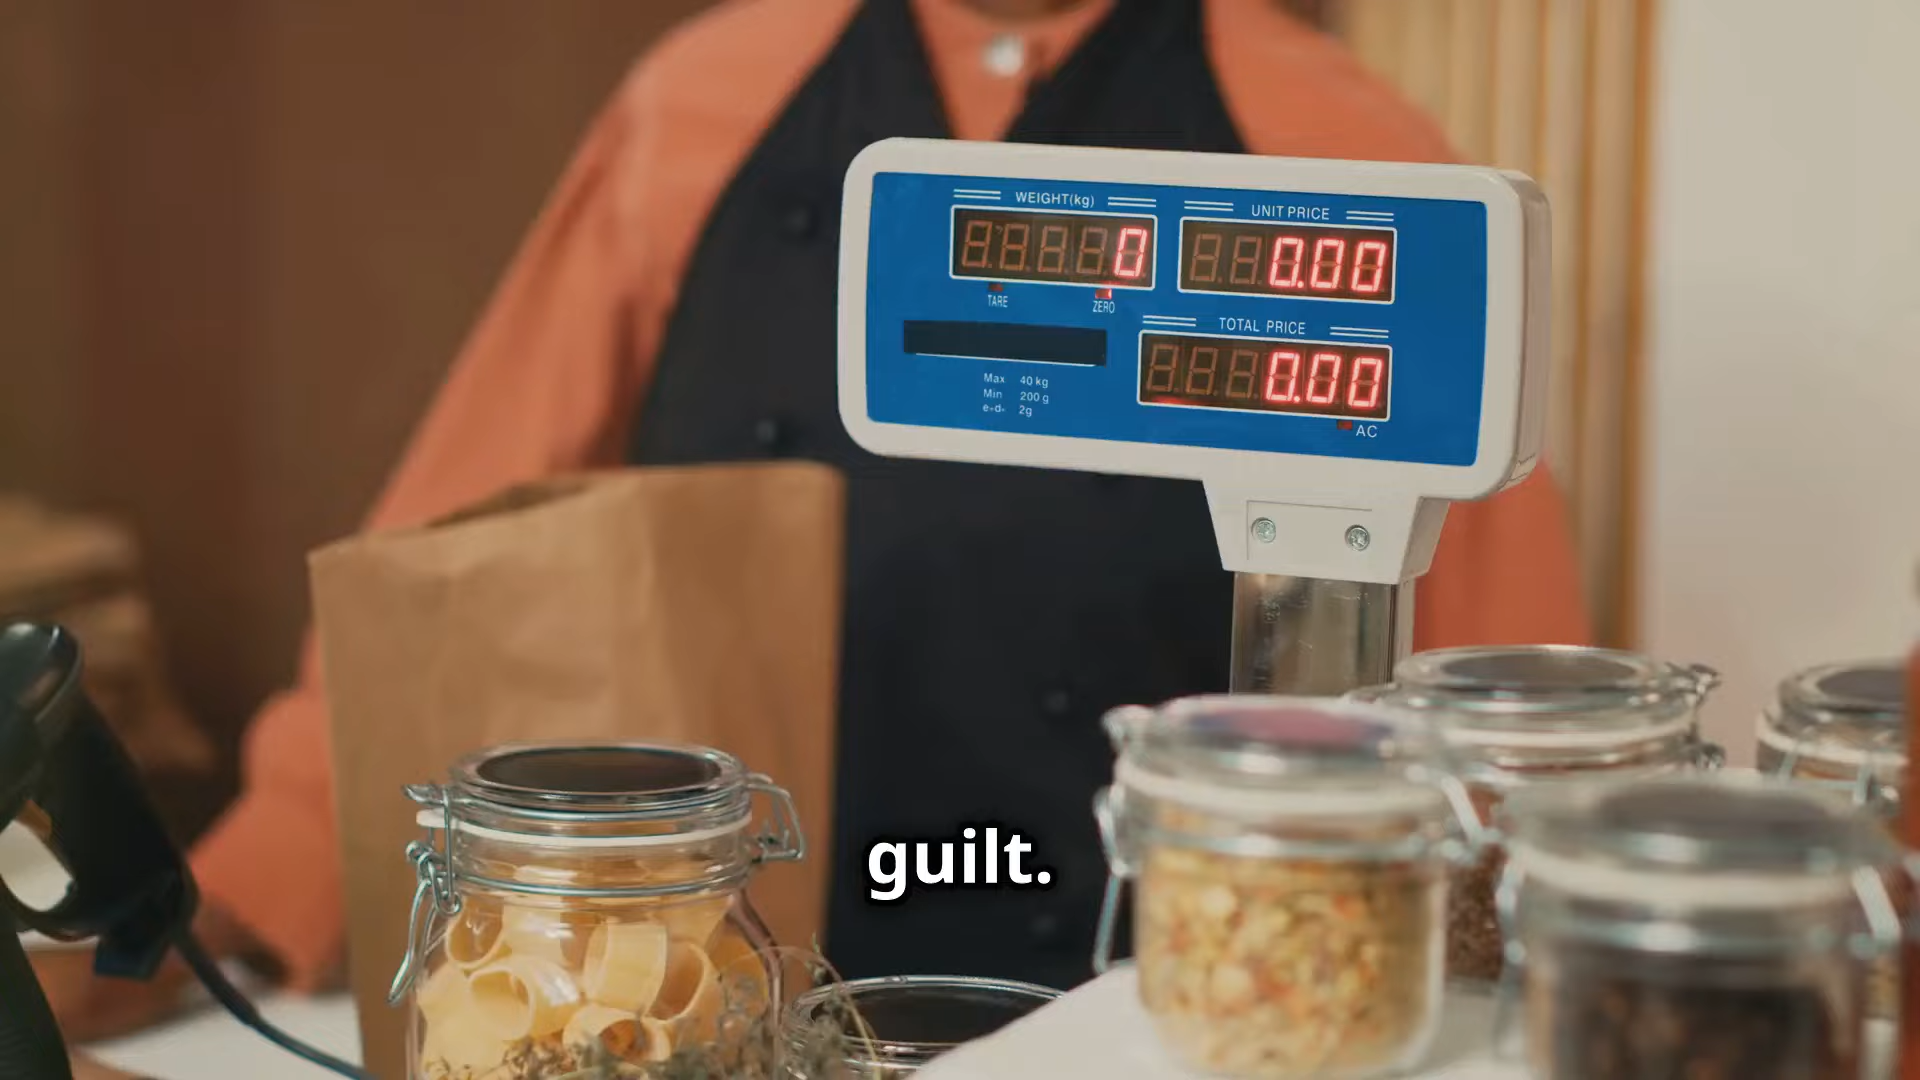 WEIGHT(kg)
UNIT PRICE
0
0.00
TARE
ZERO
TOTAL PRICE
0.00
Max 40 kg
Min 200 g
e=d= 2g
AC
guilt.